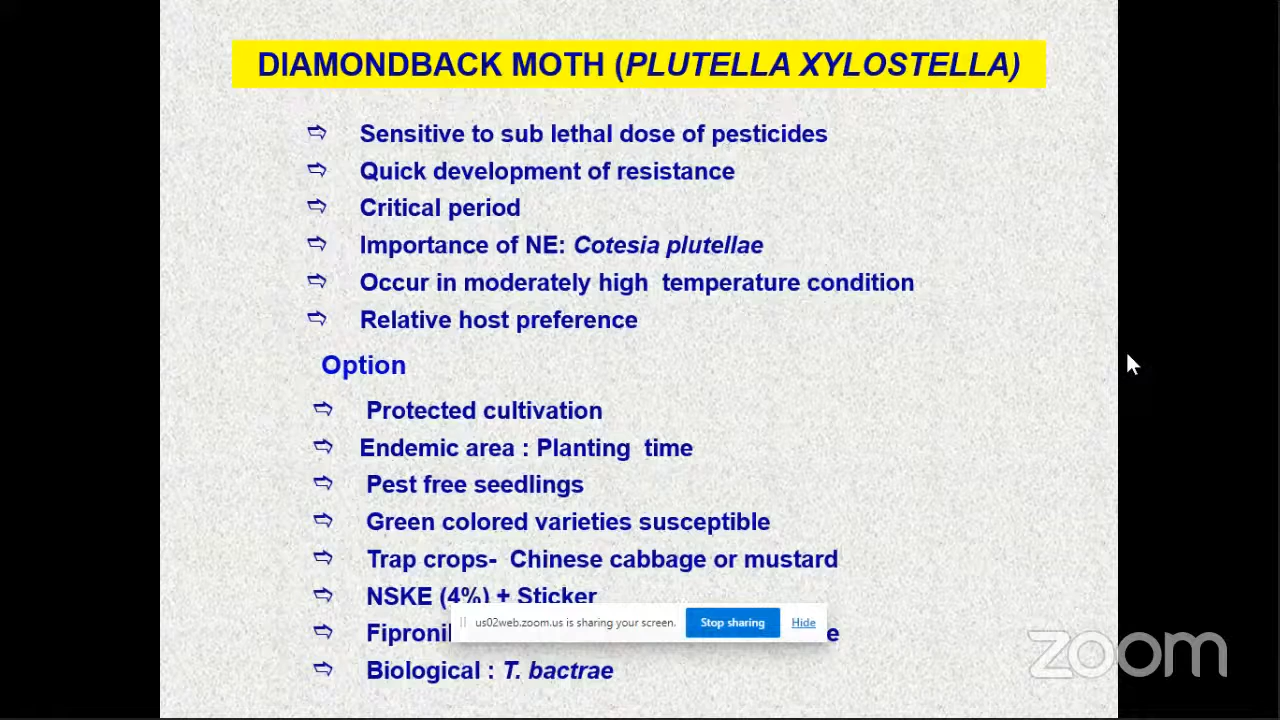 DIAMONDBACK MOTH (PLUTELLA XYLOSTELLA)
⇨ Sensitive to sub lethal dose of pesticides
⇨ Quick development of resistance
⇨ Critical period
⇨ Importance of NE: Cotesia plutellae
⇨ Occur in moderately high temperature condition
⇨ Relative host preference
Option
⇨ Protected cultivation
⇨ Endemic area : Planting time
⇨ Pest free seedlings
⇨ Green colored varieties susceptible
⇨ Trap crops- Chinese cabbage or mustard
⇨ NSKE (4%) + Sticker
us02web.zoom.us is sharing your screen. Stop sharing Hide
⇨ Fipronil
⇨ Biological : T. bactrae
zoom